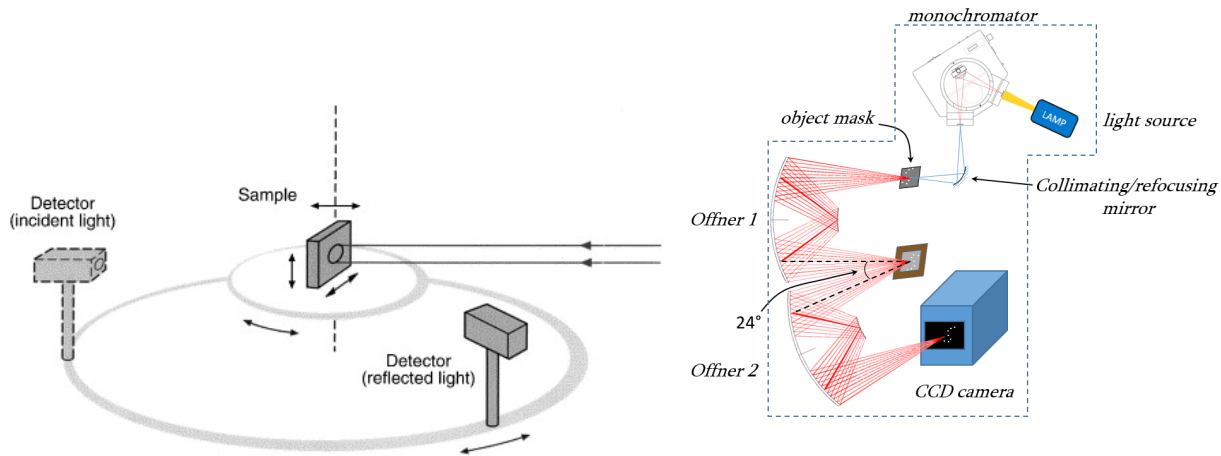 Detector
(incident light)
Sample
Detector
(reflected light)
monochromator
LAMP
light source
object mask
Collimating/refocusing
mirror
Offner 1
24°
Offner 2
CCD camera